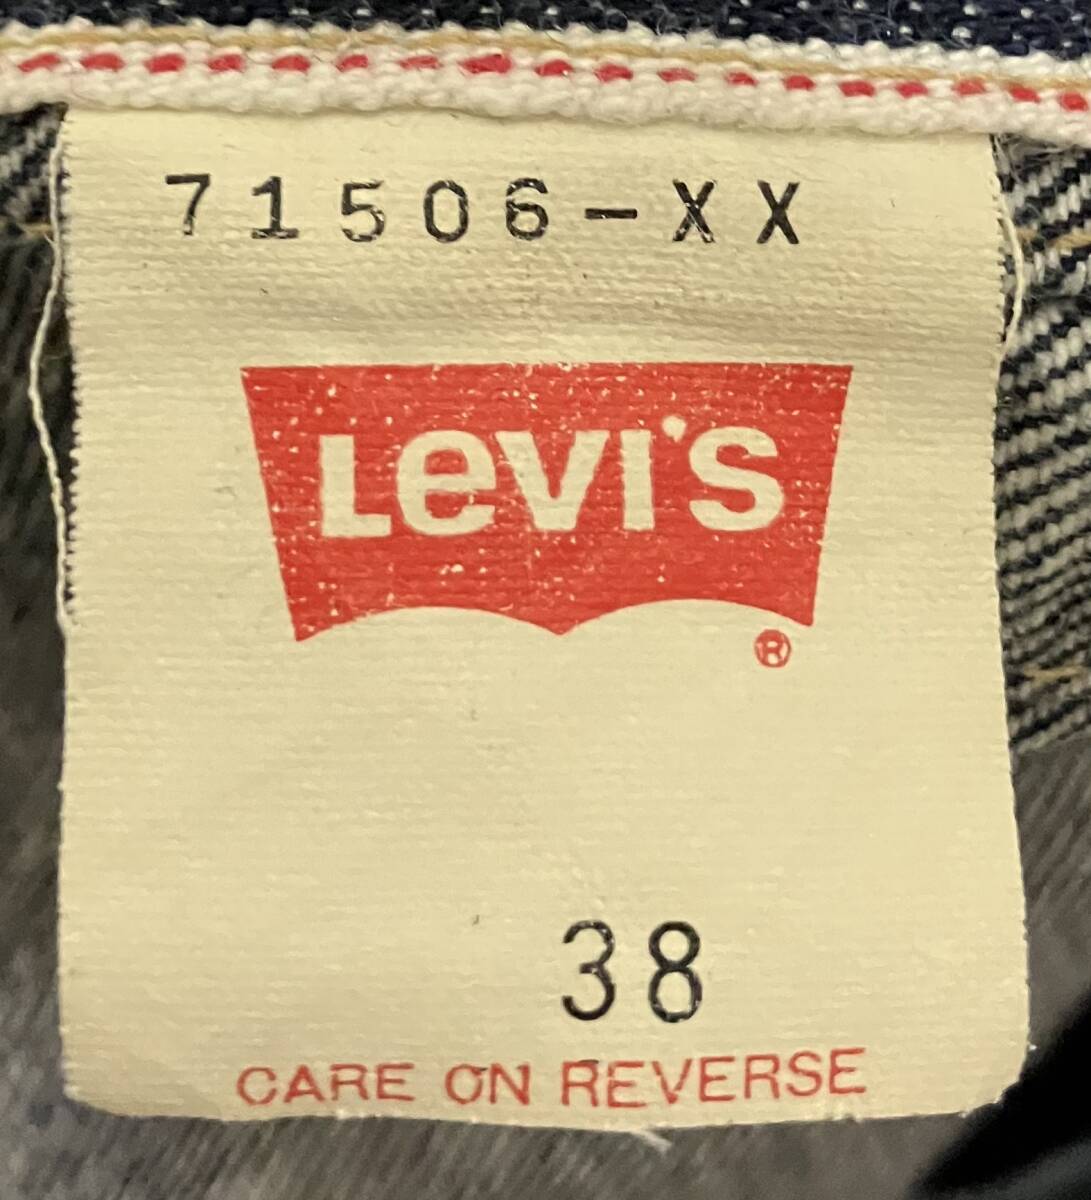 71506-XX
LEVI'S
®
38
CARE ON REVERSE